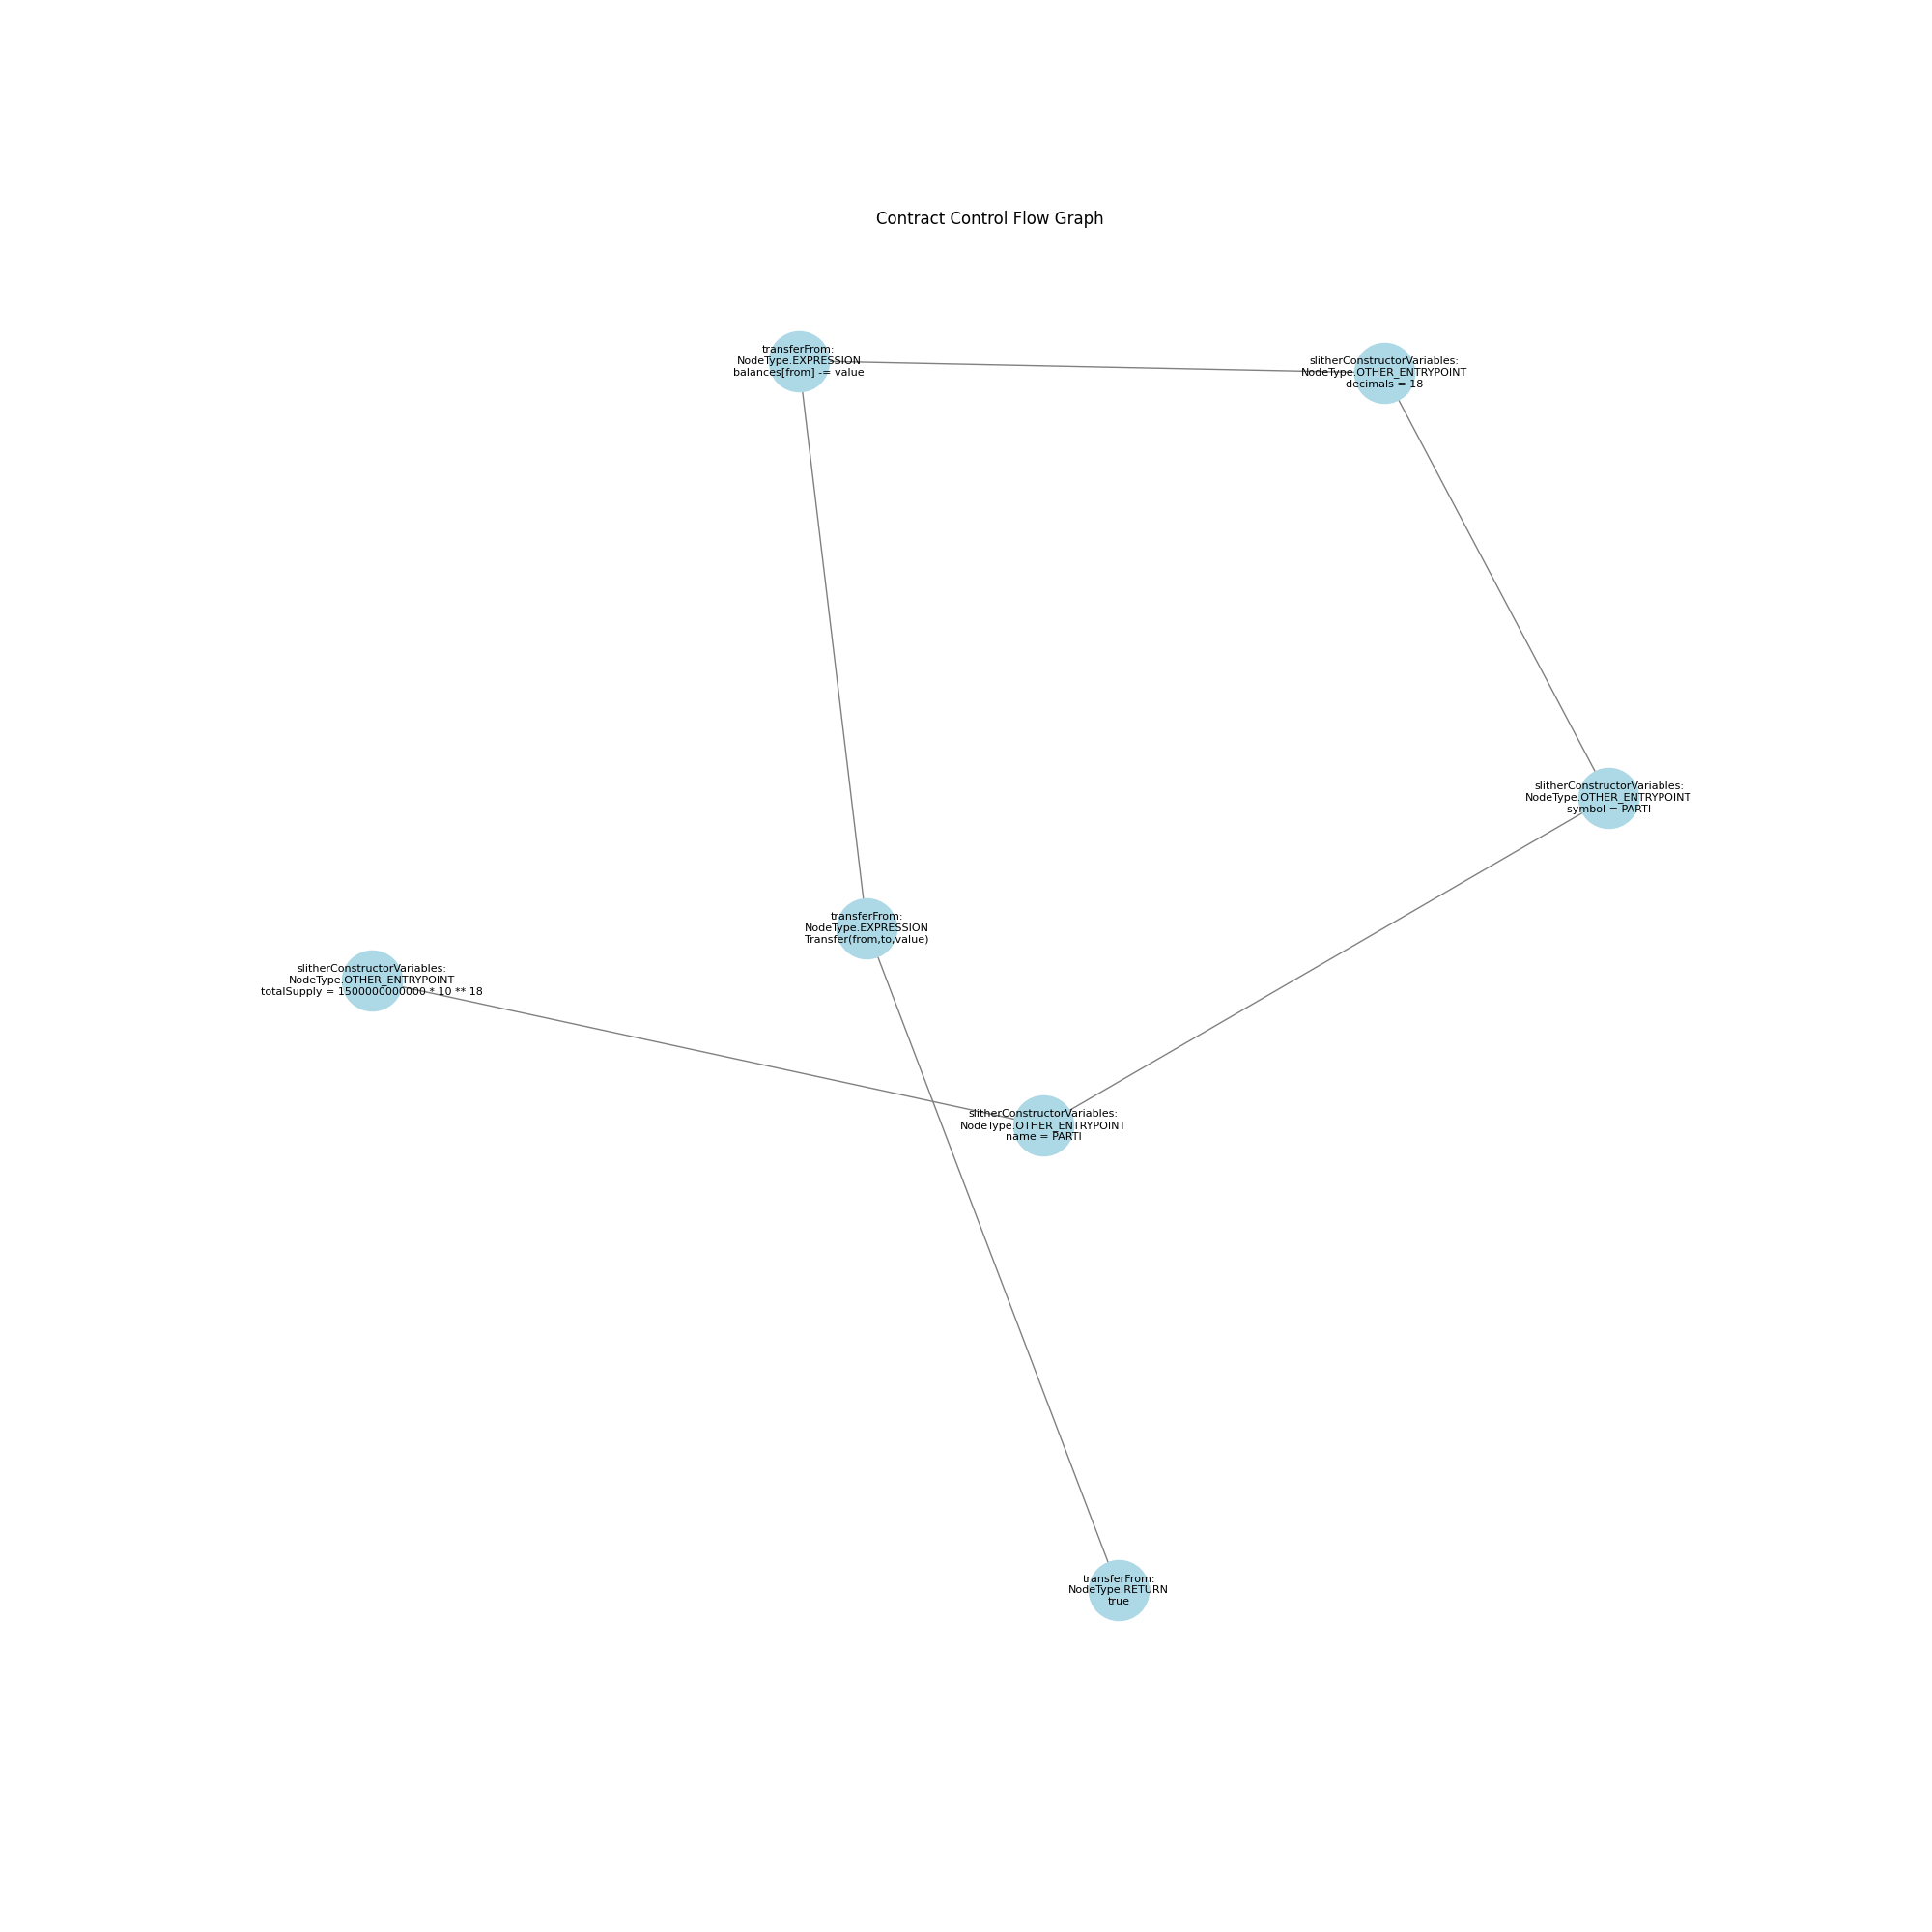 Contract Control Flow Graph
transferFrom:
NodeType.EXPRESSION
balances[from] -= value
slitherConstructorVariables:
NodeType.OTHER_ENTRYPOINT
decimals = 18
slitherConstructorVariables:
NodeType.OTHER_ENTRYPOINT
symbol = PARTI
transferFrom:
NodeType.EXPRESSION
Transfer(from,to,value)
slitherConstructorVariables:
NodeType.OTHER_ENTRYPOINT
totalSupply = 1500000000000 * 10 ** 18
slitherConstructorVariables:
NodeType.OTHER_ENTRYPOINT
name = PARTI
transferFrom:
NodeType.RETURN
true